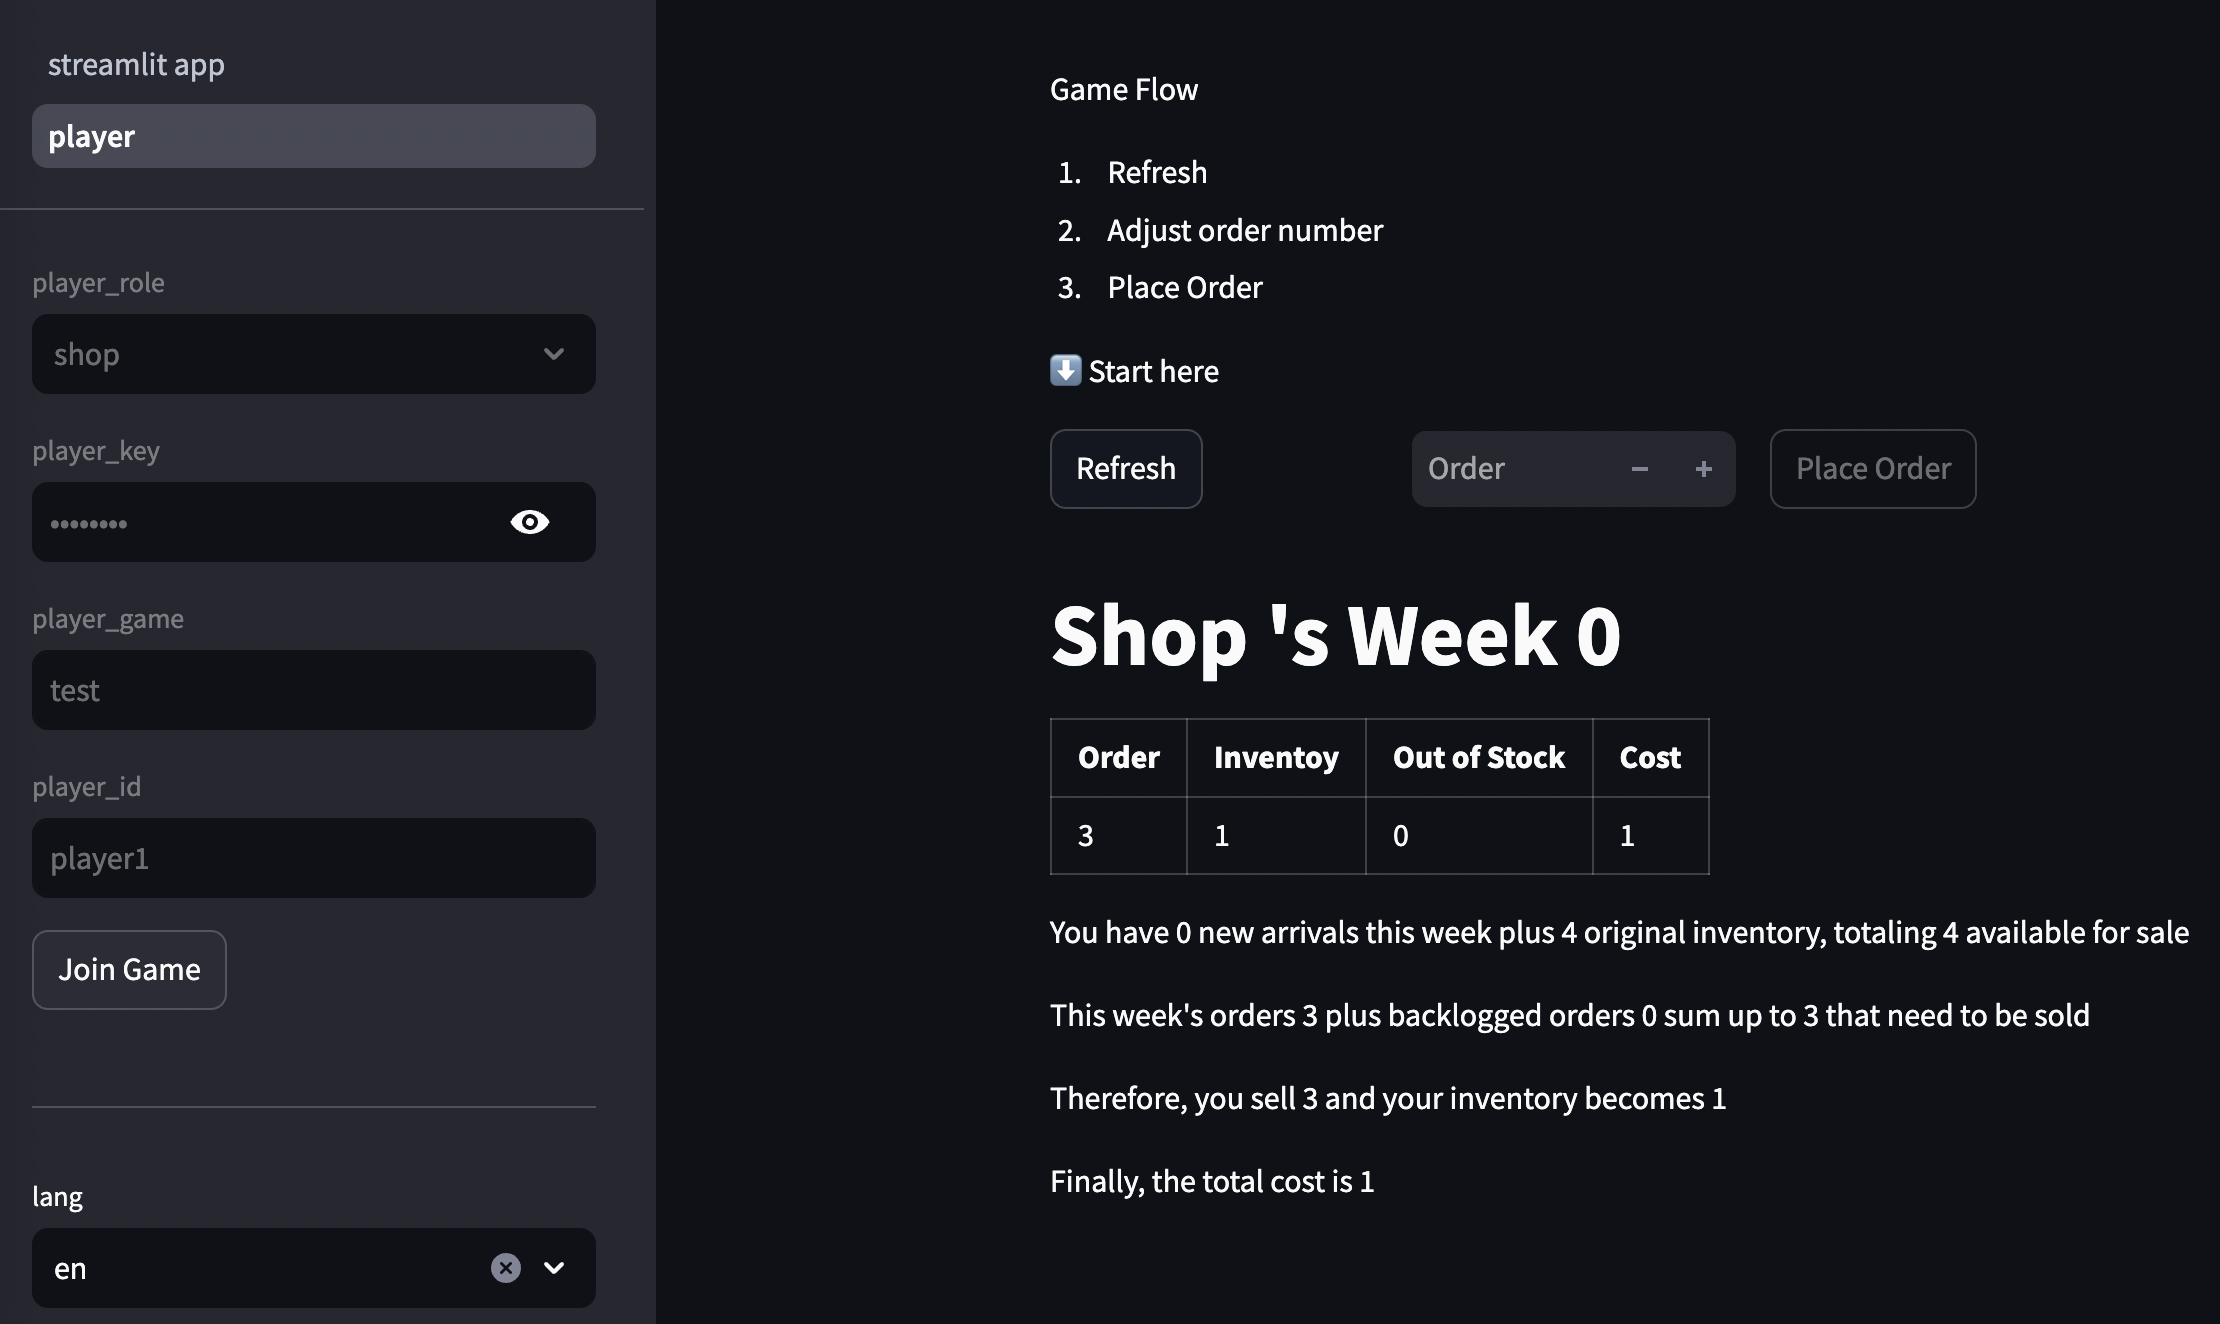 streamlit app
player
player_role
shop
player_key
••••••••
player_game
test
player_id
player1
Join Game
lang
en
Game Flow
1. Refresh
2. Adjust order number
3. Place Order
⬇️ Start here
Refresh
Order − +
Place Order
Shop 's Week 0
Order Inventoy Out of Stock Cost
3 1 0 1
You have 0 new arrivals this week plus 4 original inventory, totaling 4 available for sale
This week's orders 3 plus backlogged orders 0 sum up to 3 that need to be sold
Therefore, you sell 3 and your inventory becomes 1
Finally, the total cost is 1